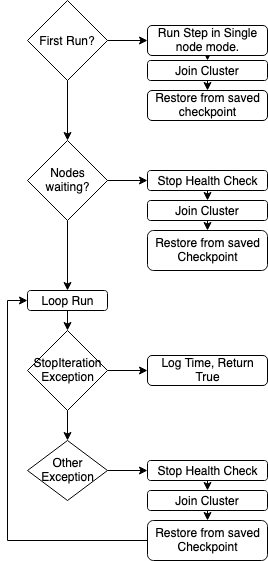 First Run?
Run Step in Single
node mode.
Join Cluster
Restore from saved
checkpoint
Nodes
waiting?
Stop Health Check
Join Cluster
Restore from saved
Checkpoint
Loop Run
StopIteration
Exception
Log Time, Return
True
Other
Exception
Stop Health Check
Join Cluster
Restore from saved
Checkpoint